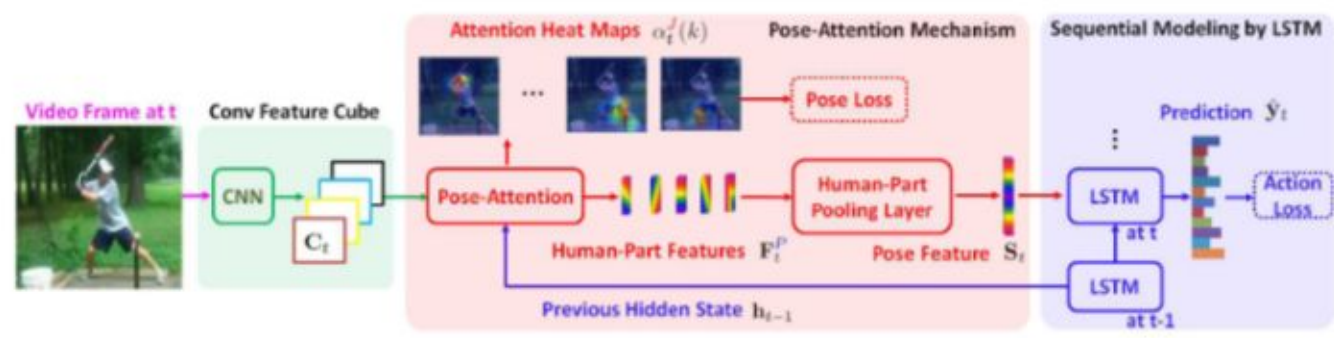 Attention Heat Maps α_t^J(k)
Pose-Attention Mechanism
Sequential Modeling by LSTM
Video Frame at t
Conv Feature Cube
...
Pose Loss
Prediction ŷ_t
⋮
CNN
C_t
Pose-Attention
Human-Part
Pooling Layer
LSTM
at t
Action
Loss
Human-Part Features F_t^P
Pose Feature S_t
LSTM
at t-1
Previous Hidden State h_{t-1}